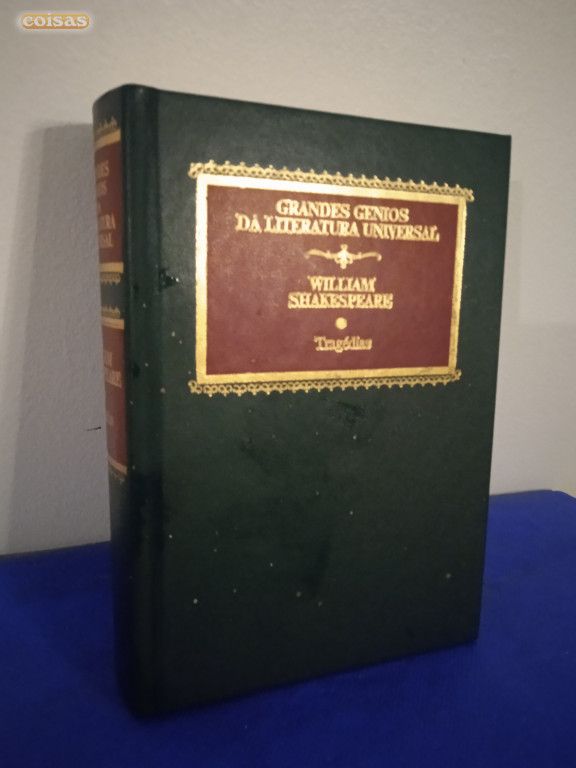 coisas
GRANDES GENIOS
DA LITERATURA UNIVERSAL
WILLIAM
SHAKESPEARE
Tragédias